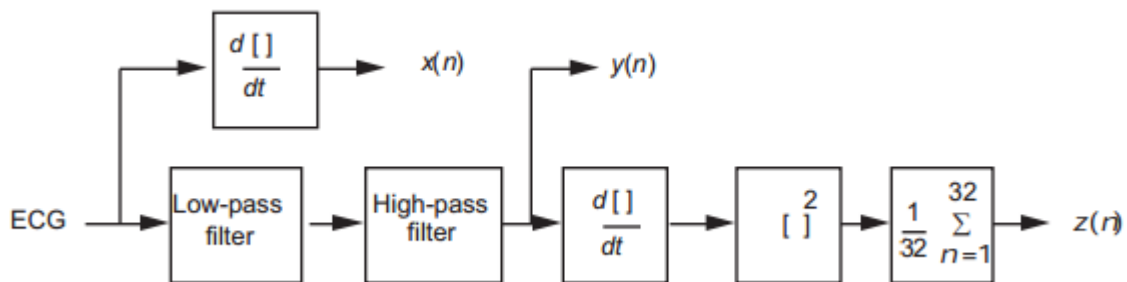 d [ ]
dt
x(n)
y(n)
ECG
Low-pass
filter
High-pass
filter
d [ ]
dt
[ ]²
1/32 32 Σ n=1
z(n)